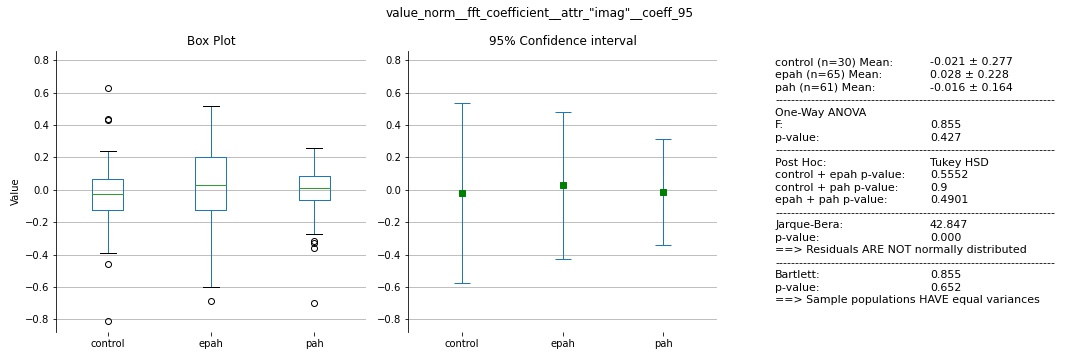 value_norm__fft_coefficient__attr_"imag"__coeff_95
Box Plot
0.8
0.6
0.4
0.2
0.0
−0.2
−0.4
−0.6
−0.8
Value
control epah pah
95% Confidence interval
0.8
0.6
0.4
0.2
0.0
−0.2
−0.4
−0.6
−0.8
control epah pah
control (n=30) Mean: -0.021 ± 0.277
epah (n=65) Mean: 0.028 ± 0.228
pah (n=61) Mean: -0.016 ± 0.164
One-Way ANOVA
F: 0.855
p-value: 0.427
Post Hoc: Tukey HSD
control + epah p-value: 0.5552
control + pah p-value: 0.9
epah + pah p-value: 0.4901
Jarque-Bera: 42.847
p-value: 0.000
==> Residuals ARE NOT normally distributed
Bartlett: 0.855
p-value: 0.652
==> Sample populations HAVE equal variances